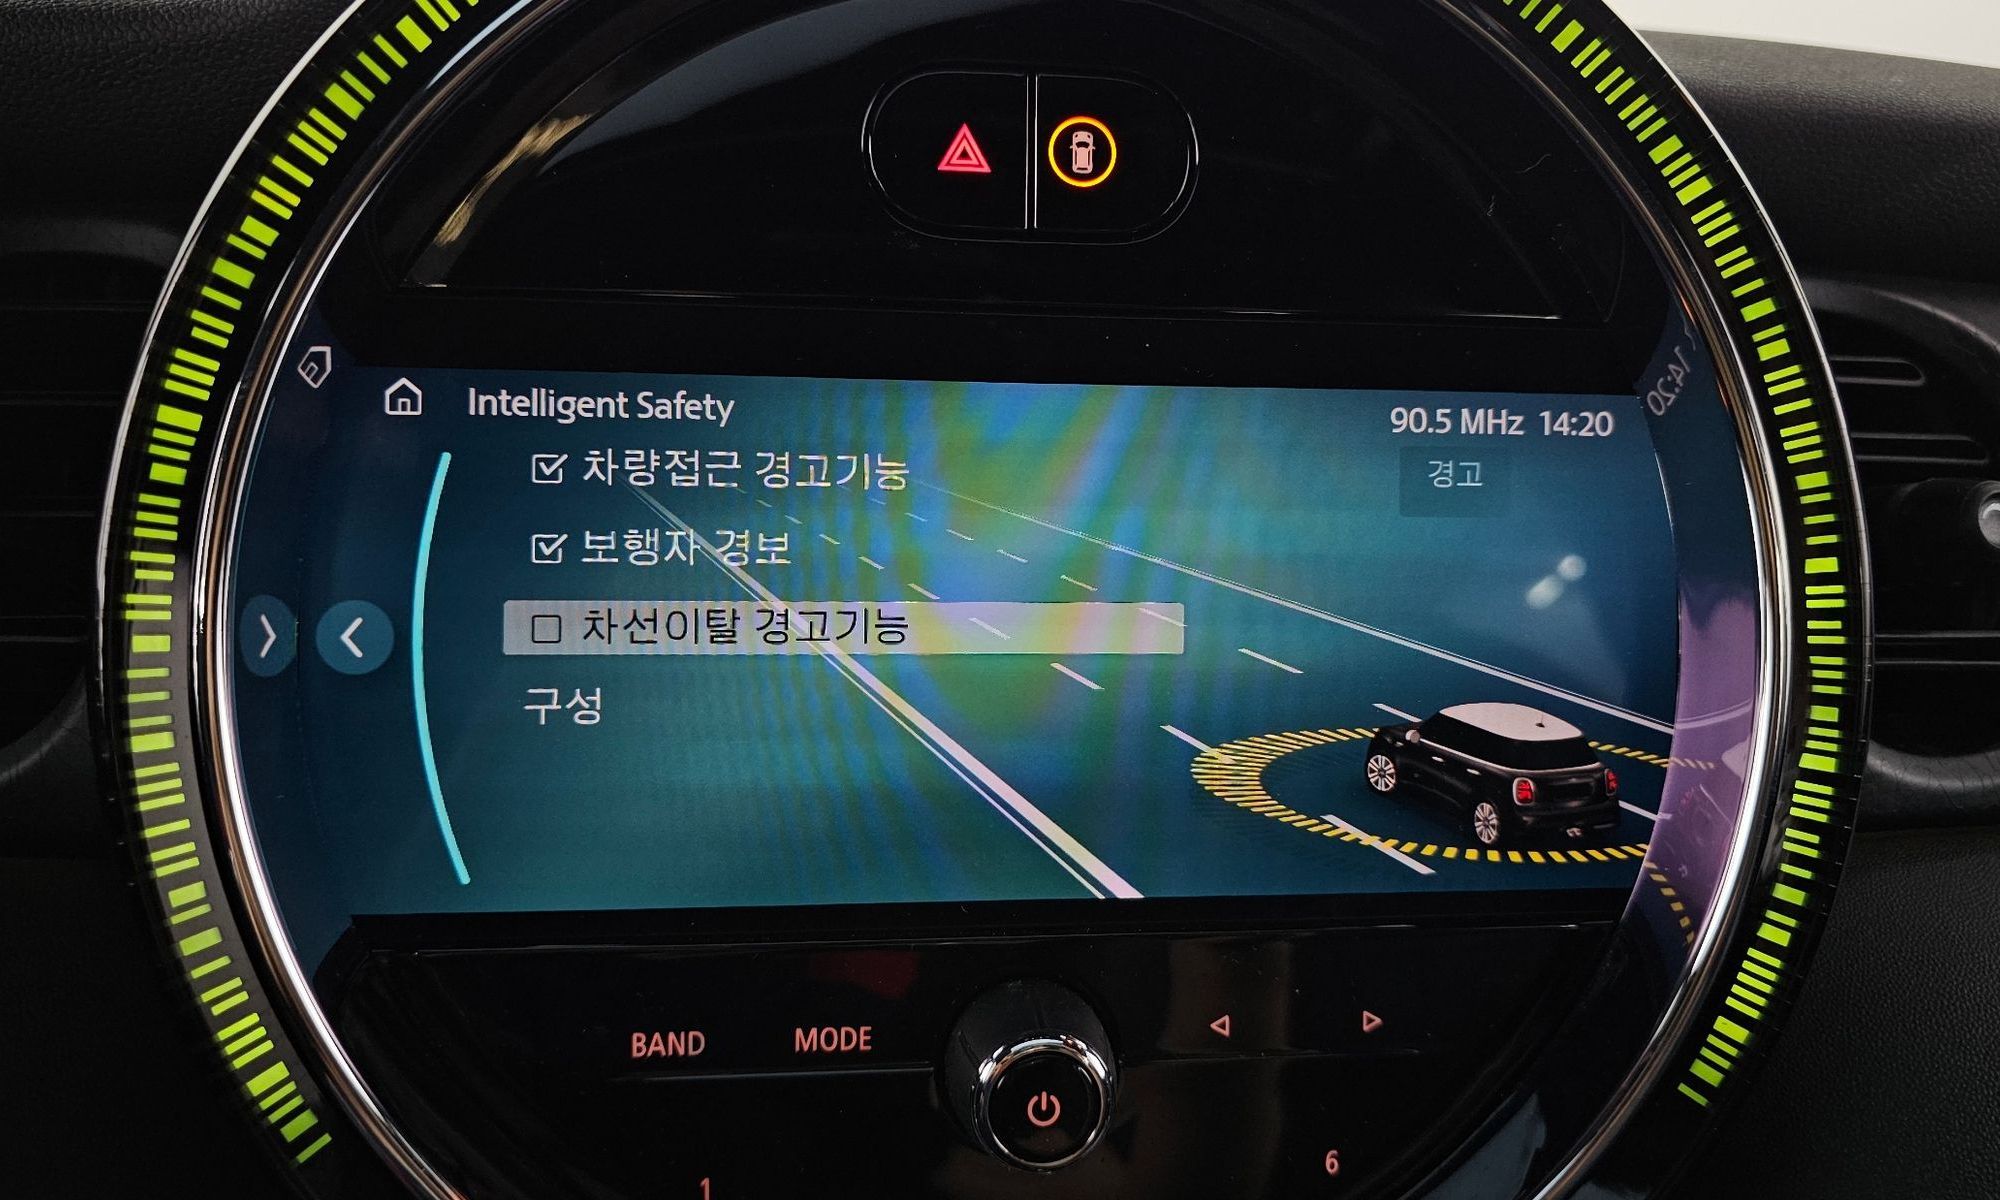 Intelligent Safety
90.5 MHz 14:20
차량접근 경고기능
경고
보행자 경보
차선이탈 경고기능
구성
BAND
MODE
1
6